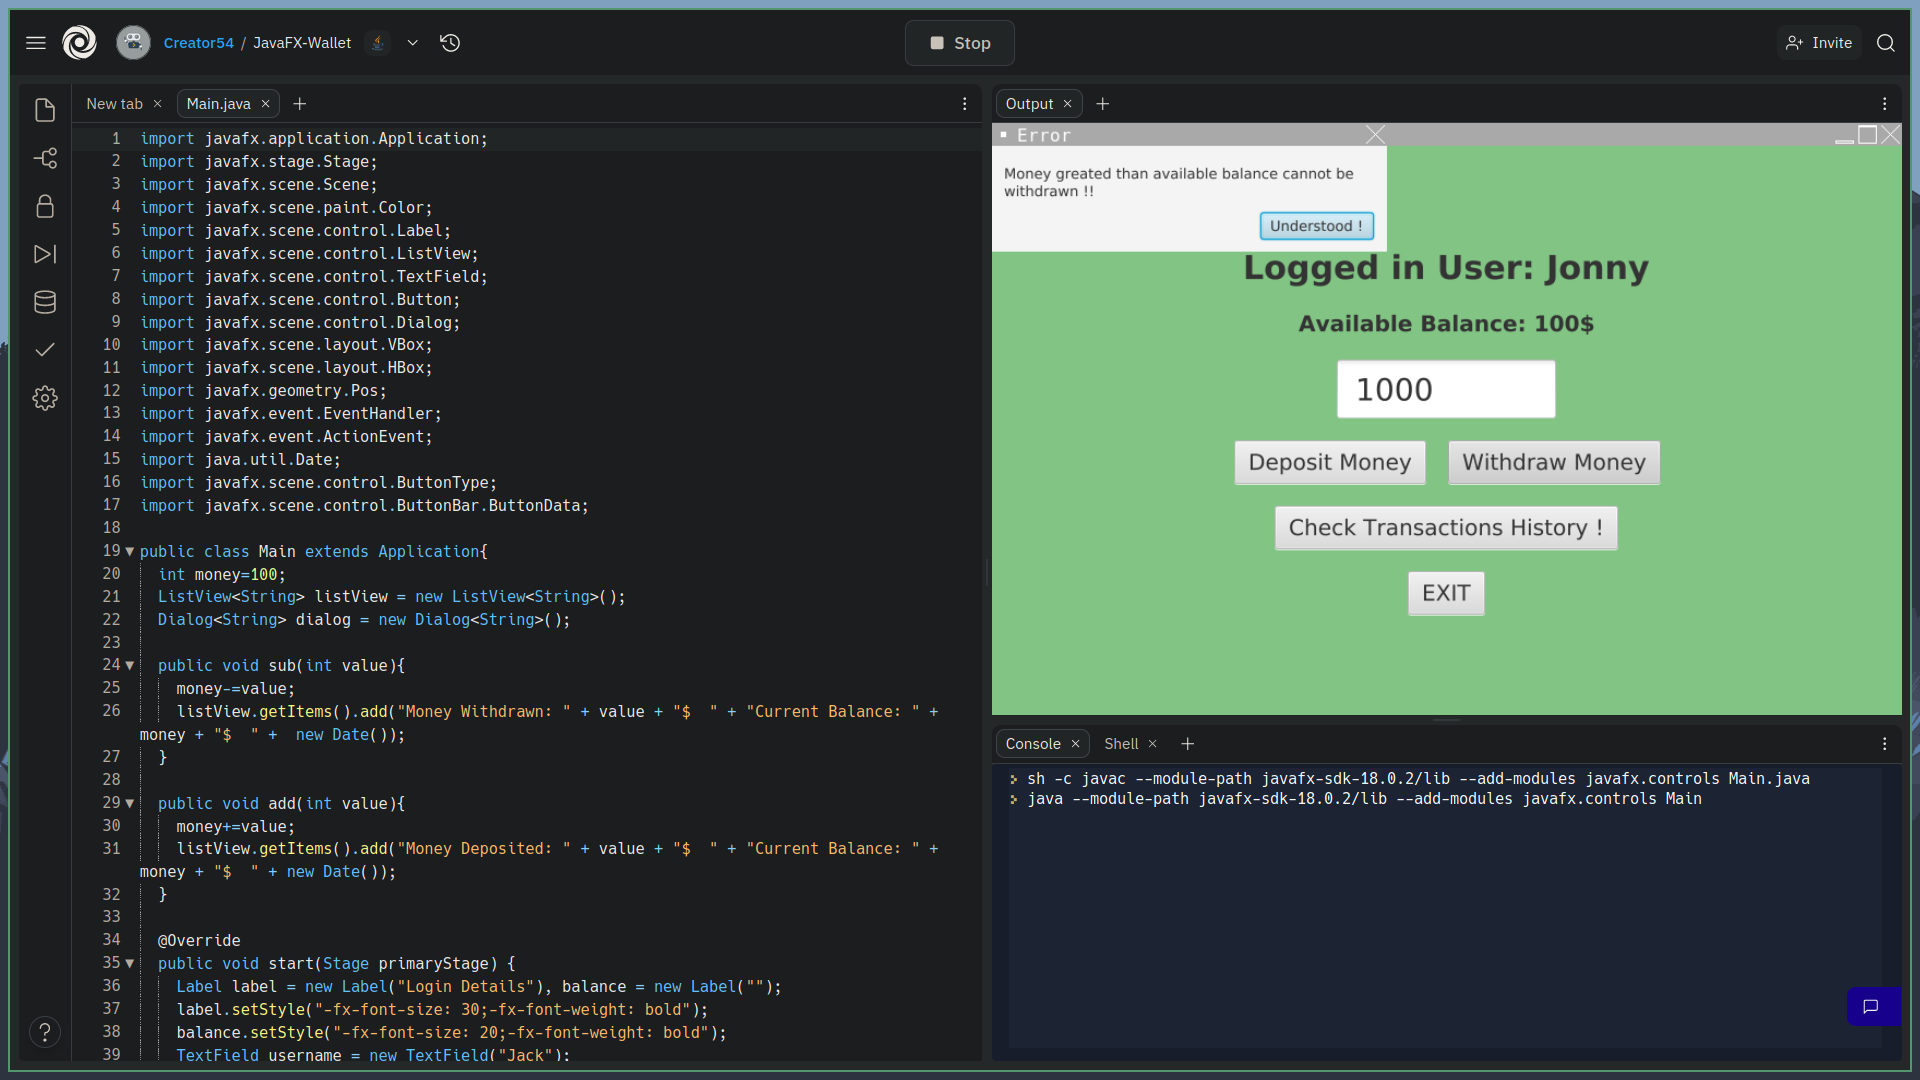 Creator54 / JavaFX-Wallet
Stop
Invite
New tab
Main.java
1 import javafx.application.Application;
2 import javafx.stage.Stage;
3 import javafx.scene.Scene;
4 import javafx.scene.paint.Color;
5 import javafx.scene.control.Label;
6 import javafx.scene.control.ListView;
7 import javafx.scene.control.TextField;
8 import javafx.scene.control.Button;
9 import javafx.scene.control.Dialog;
10 import javafx.scene.layout.VBox;
11 import javafx.scene.layout.HBox;
12 import javafx.geometry.Pos;
13 import javafx.event.EventHandler;
14 import javafx.event.ActionEvent;
15 import java.util.Date;
16 import javafx.scene.control.ButtonType;
17 import javafx.scene.control.ButtonBar.ButtonData;
18
19 public class Main extends Application{
20 int money=100;
21 ListView<String> listView = new ListView<String>();
22 Dialog<String> dialog = new Dialog<String>();
23
24 public void sub(int value){
25 money-=value;
26 listView.getItems().add("Money Withdrawn: " + value + "$  " + "Current Balance: " +
money + "$  " +  new Date());
27 }
28
29 public void add(int value){
30 money+=value;
31 listView.getItems().add("Money Deposited: " + value + "$  " + "Current Balance: " +
money + "$  " + new Date());
32 }
33
34 @Override
35 public void start(Stage primaryStage) {
36 Label label = new Label("Login Details"), balance = new Label("");
37 label.setStyle("-fx-font-size: 30;-fx-font-weight: bold");
38 balance.setStyle("-fx-font-size: 20;-fx-font-weight: bold");
39 TextField username = new TextField("Jack");
Output
Error
Money greated than available balance cannot be
withdrawn !!
Understood !
Logged in User: Jonny
Available Balance: 100$
1000
Deposit Money
Withdraw Money
Check Transactions History !
EXIT
Console
Shell
sh -c javac --module-path javafx-sdk-18.0.2/lib --add-modules javafx.controls Main.java
java --module-path javafx-sdk-18.0.2/lib --add-modules javafx.controls Main
?